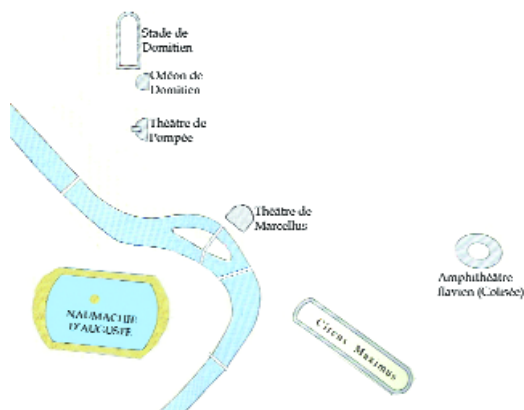 Stade de
Domitien
Odéon de
Domitien
Théâtre de
Pompée
Théâtre de
Marcellus
Amphithéâtre
flavien (Colisée)
NAUMACHIE
D'AUGUSTE
Circus Maximus